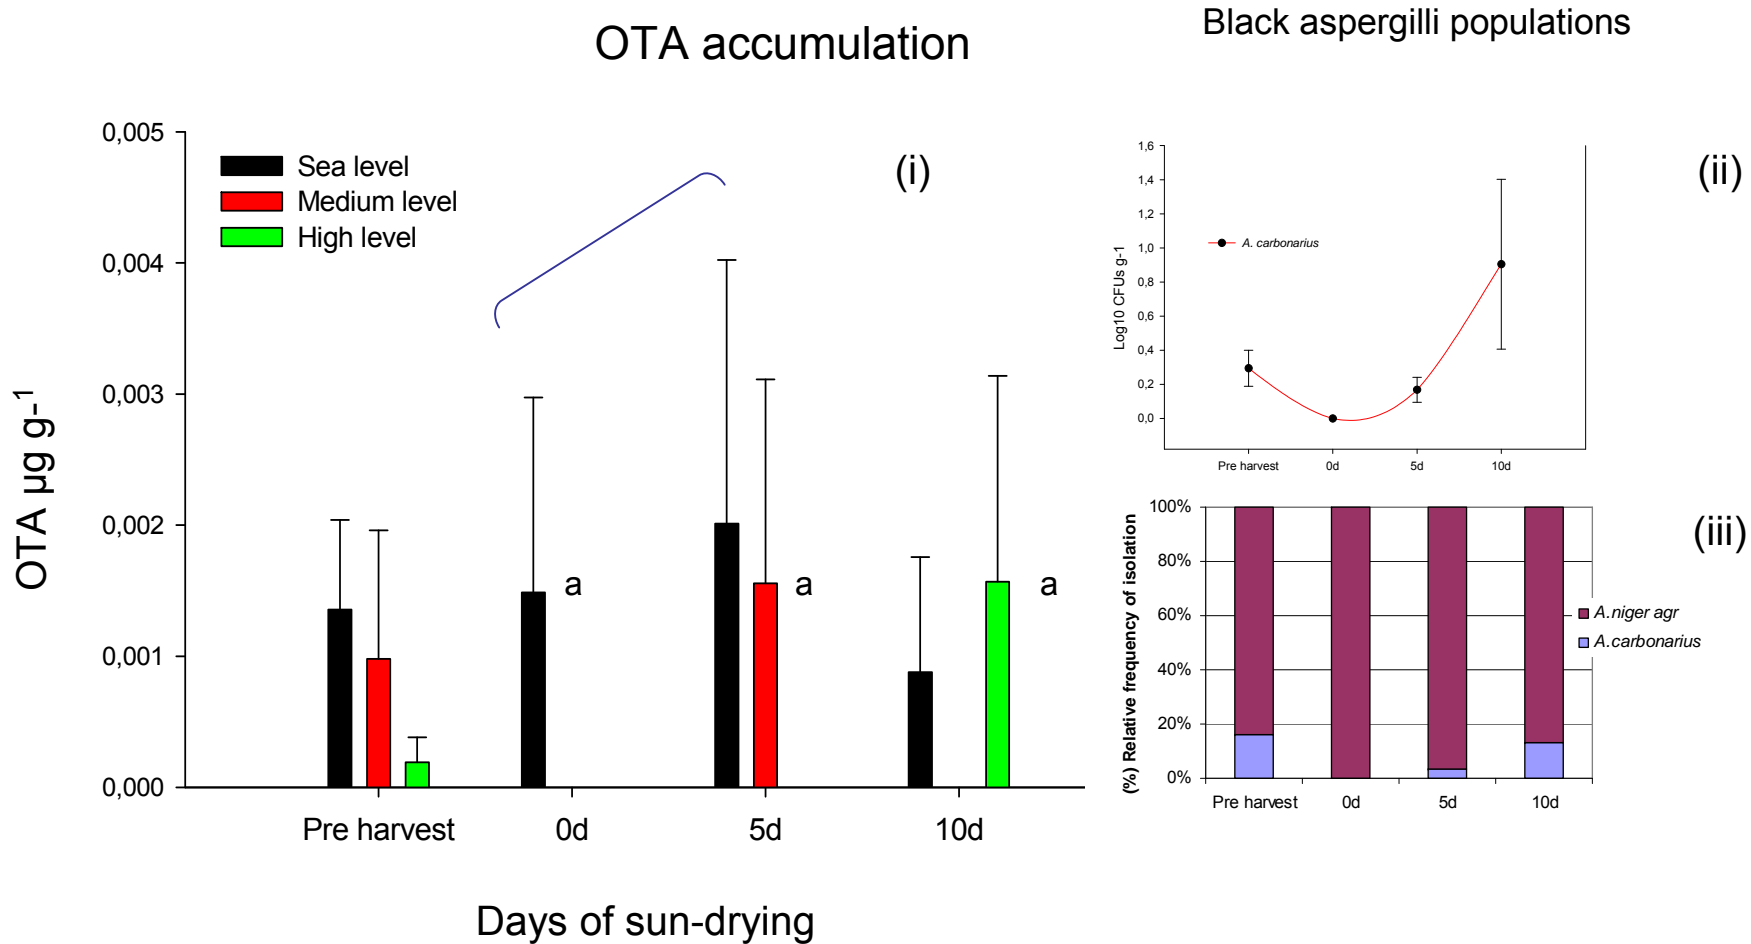 OTA accumulation
Black aspergilli populations
0,005
0,004
0,003
0,002
0,001
0,000
OTA µg g-1
Sea level
Medium level
High level
(i)
a
a
a
Pre harvest 0d 5d 10d
Days of sun-drying
(ii)
1,6
1,4
1,2
1,0
0,8
0,6
0,4
0,2
0,0
Log10 CFUs g-1
A. carbonarius
Pre harvest 0d 5d 10d
(iii)
100%
80%
60%
40%
20%
0%
(%) Relative frequency of isolation
A.niger agr
A.carbonarius
Pre harvest 0d 5d 10d